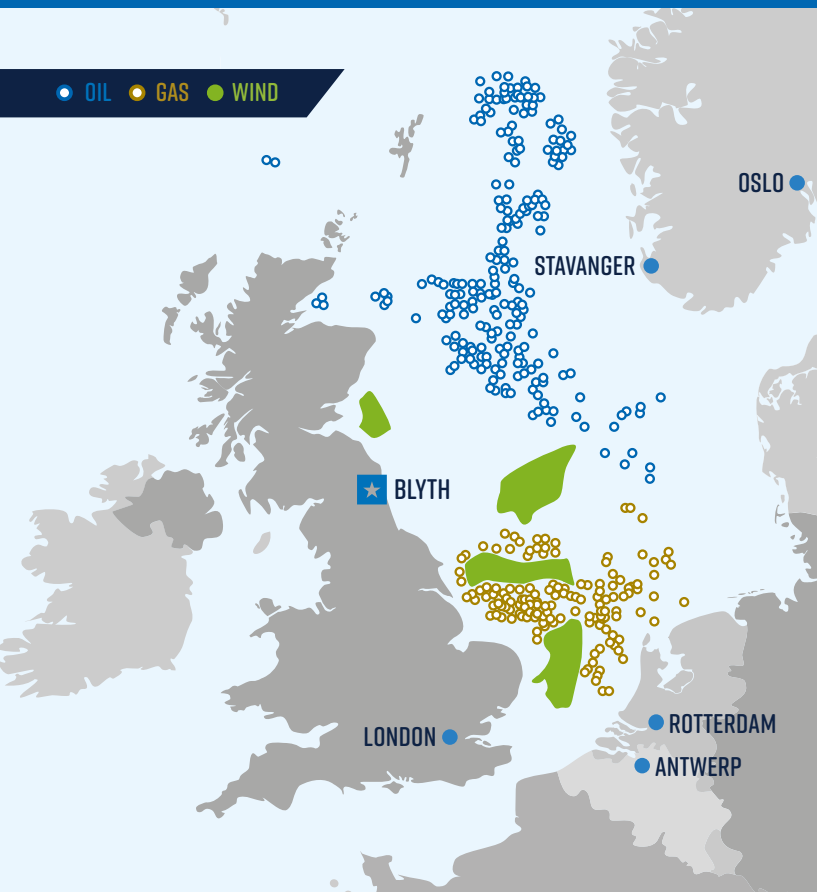 OIL GAS WIND
OSLO
STAVANGER
BLYTH
LONDON
ROTTERDAM
ANTWERP